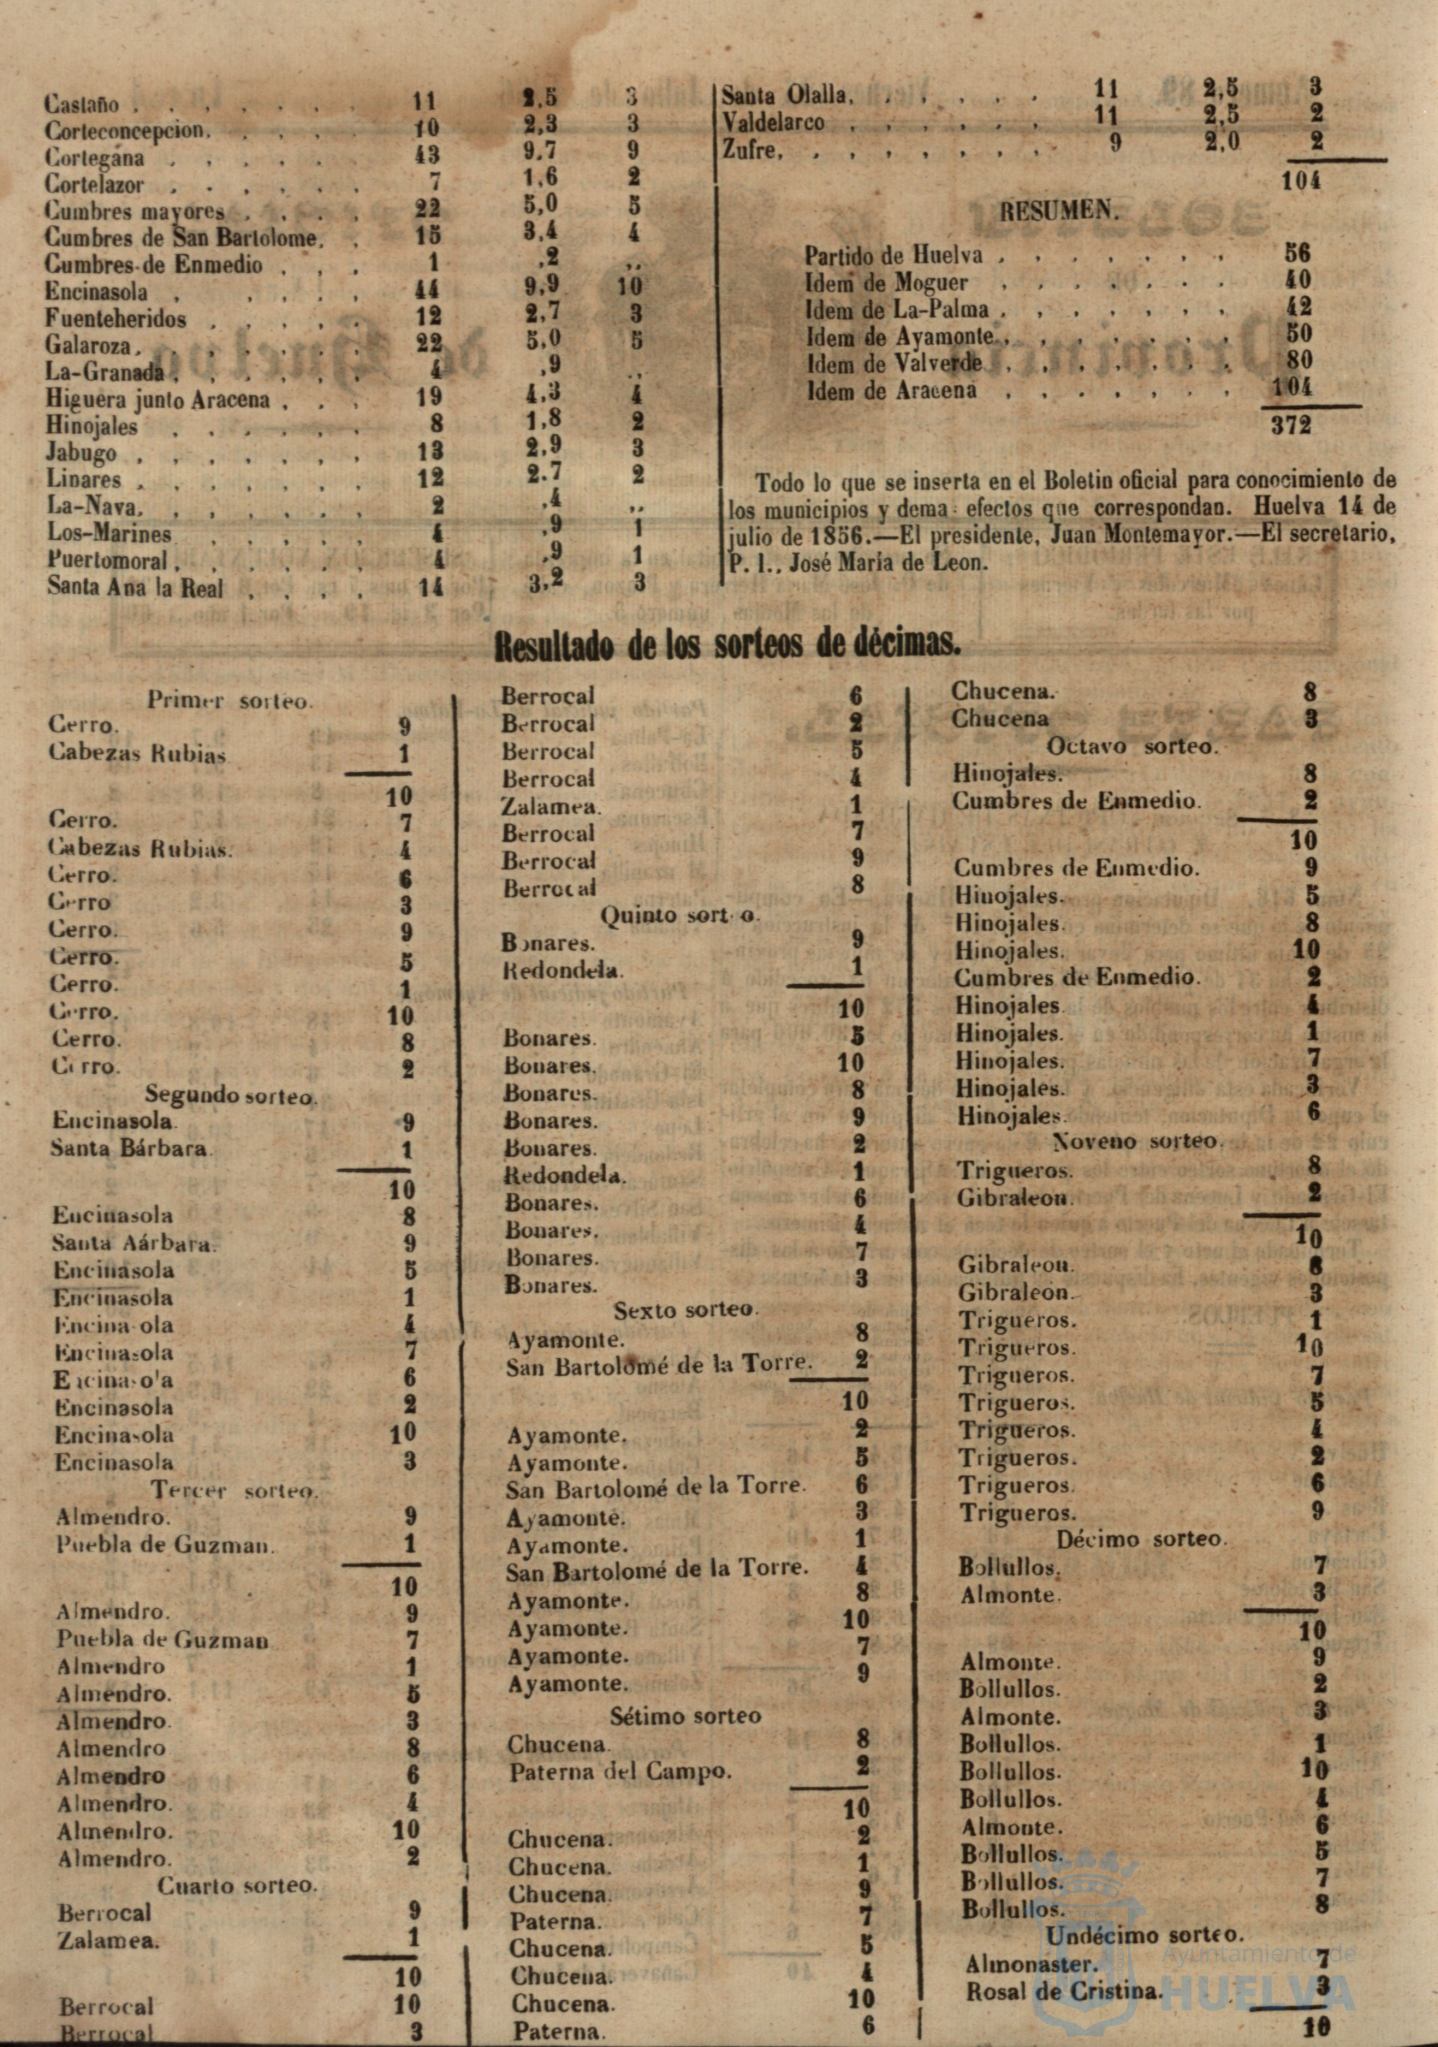 Castaño . . . . . . . 11 2,5 3
Corteconcepcion. . . . . 10 2,3 3
Cortegana . . . . . . 43 9,7 9
Cortelazor . . . . . . 7 1,6 2
Cumbres mayores . . . . 22 5,0 5
Cumbres de San Bartolome. . 15 3,4 4
Cumbres de Enmedio . . . 1 ,2 ..
Encinasola . . . . . 44 9,9 10
Fuenteheridos . . . . . 12 2,7 3
Galaroza. . . . . . . 22 5,0 5
La-Granada . . . . . . 4 ,9 ..
Higuera junto Aracena . . . 19 4,3 4
Hinojales . . . . . . 8 1,8 2
Jabugo . . . . . . . 13 2,9 3
Linares . . . . . . . 12 2.7 2
La-Nava. . . . . . . 2 ,4 ..
Los-Marines . . . . . 4 ,9 1
Puertomoral . . . . . . 4 ,9 1
Santa Ana la Real . . . . 14 3,2 3
Santa Olalla. . . . . . 11 2,5 3
Valdelarco . . . . . . 11 2,5 2
Zufre. . . . . . . . 9 2,0 2
104
RESUMEN.
Partido de Huelva . . . . . . . 56
Idem de Moguer . . . . . . . 40
Idem de La-Palma . . . . . . . 42
Idem de Ayamonte. . . . . . . 50
Idem de Valverde . . . . . . . 80
Idem de Aracena . . . . . . . 104
372
Todo lo que se inserta en el Boletin oficial para conocimiento de
los municipios y dema efectos que correspondan. Huelva 14 de
julio de 1856.—El presidente, Juan Montemayor.—El secretario,
P. I., José Maria de Leon.
Resultado de los sorteos de décimas.
Primer sorteo.
Cerro. 9
Cabezas Rubias 1
10
Cerro. 7
Cabezas Rubias. 4
Cerro. 6
Cerro 3
Cerro. 9
Cerro. 5
Cerro. 1
Cerro. 10
Cerro. 8
Cerro. 2
Segundo sorteo.
Encinasola. 9
Santa Bárbara. 1
10
Encinasola 8
Santa Aárbara. 9
Encinasola 5
Encinasola 1
Encina ola 4
Encinasola 7
Encina o'a 6
Encinasola 2
Encinasola 10
Encinasola 3
Tercer sorteo.
Almendro. 9
Puebla de Guzman. 1
10
Almendro. 9
Puebla de Guzman 7
Almendro 1
Almendro. 5
Almendro. 3
Almendro 8
Almendro 6
Almendro. 4
Almendro. 10
Almendro. 2
Cuarto sorteo.
Berrocal 9
Zalamea. 1
10
Berrocal 10
Berrocal 3
Berrocal 6
Berrocal 2
Berrocal 5
Berrocal 4
Zalamea. 1
Berrocal 7
Berrocal 9
Berrocal 8
Quinto sort o.
Bonares. 9
Redondela. 1
10
Bonares. 5
Bonares. 10
Bonares. 8
Bonares. 9
Bonares. 2
Redondela. 1
Bonares. 6
Bonares. 4
Bonares. 7
Bonares. 3
Sexto sorteo.
Ayamonte. 8
San Bartolomé de la Torre. 2
10
Ayamonte. 2
Ayamonte. 5
San Bartolomé de la Torre. 6
Ayamonte. 3
Ayamonte. 1
San Bartolomé de la Torre. 4
Ayamonte. 8
Ayamonte. 10
Ayamonte. 7
Ayamonte. 9
Sétimo sorteo
Chucena. 8
Paterna del Campo. 2
10
Chucena. 2
Chucena. 1
Chucena. 9
Paterna. 7
Chucena. 5
Chucena. 4
Chucena. 10
Paterna. 6
Chucena. 8
Chucena 3
Octavo sorteo.
Hinojales. 8
Cumbres de Enmedio. 2
10
Cumbres de Enmedio. 9
Hinojales. 5
Hinojales. 8
Hinojales. 10
Cumbres de Enmedio. 2
Hinojales 4
Hinojales. 1
Hinojales. 7
Hinojales. 3
Hinojales. 6
Noveno sorteo.
Trigueros. 8
Gibraleon. 2
10
Gibraleon. 8
Gibraleon. 3
Trigueros. 1
Trigueros. 10
Trigueros. 7
Trigueros. 5
Trigueros. 4
Trigueros. 2
Trigueros. 6
Trigueros. 9
Décimo sorteo.
Bollullos. 7
Almonte. 3
10
Almonte. 9
Bollullos. 2
Almonte. 3
Bollullos. 1
Bollullos. 10
Bollullos. 4
Almonte. 6
Bollullos. 5
Bollullos. 7
Bollullos. 8
Undécimo sorteo.
Almonaster. 7
Rosal de Cristina. 3
10
Ayuntamiento de
HUELVA